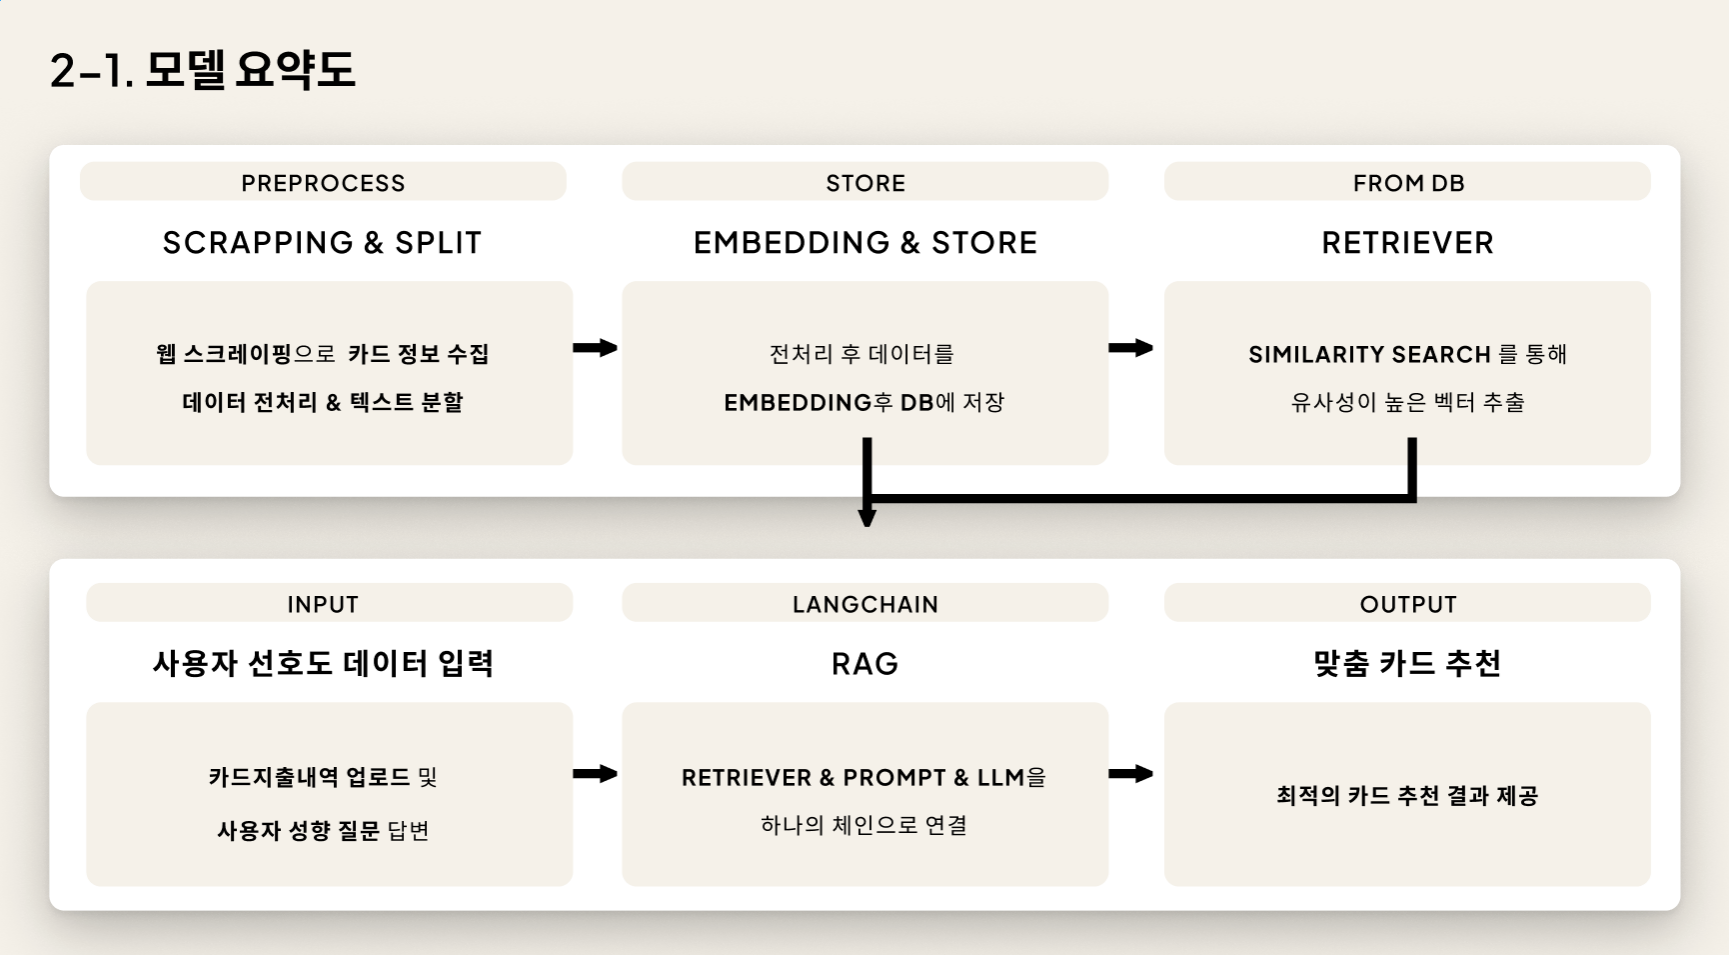 2-1. 모델 요약도
PREPROCESS
SCRAPPING & SPLIT
웹 스크레이핑으로 카드 정보 수집
데이터 전처리 & 텍스트 분할
STORE
EMBEDDING & STORE
전처리 후 데이터를
EMBEDDING후 DB에 저장
FROM DB
RETRIEVER
SIMILARITY SEARCH 를 통해
유사성이 높은 벡터 추출
INPUT
사용자 선호도 데이터 입력
카드지출내역 업로드 및
사용자 성향 질문 답변
LANGCHAIN
RAG
RETRIEVER & PROMPT & LLM을
하나의 체인으로 연결
OUTPUT
맞춤 카드 추천
최적의 카드 추천 결과 제공